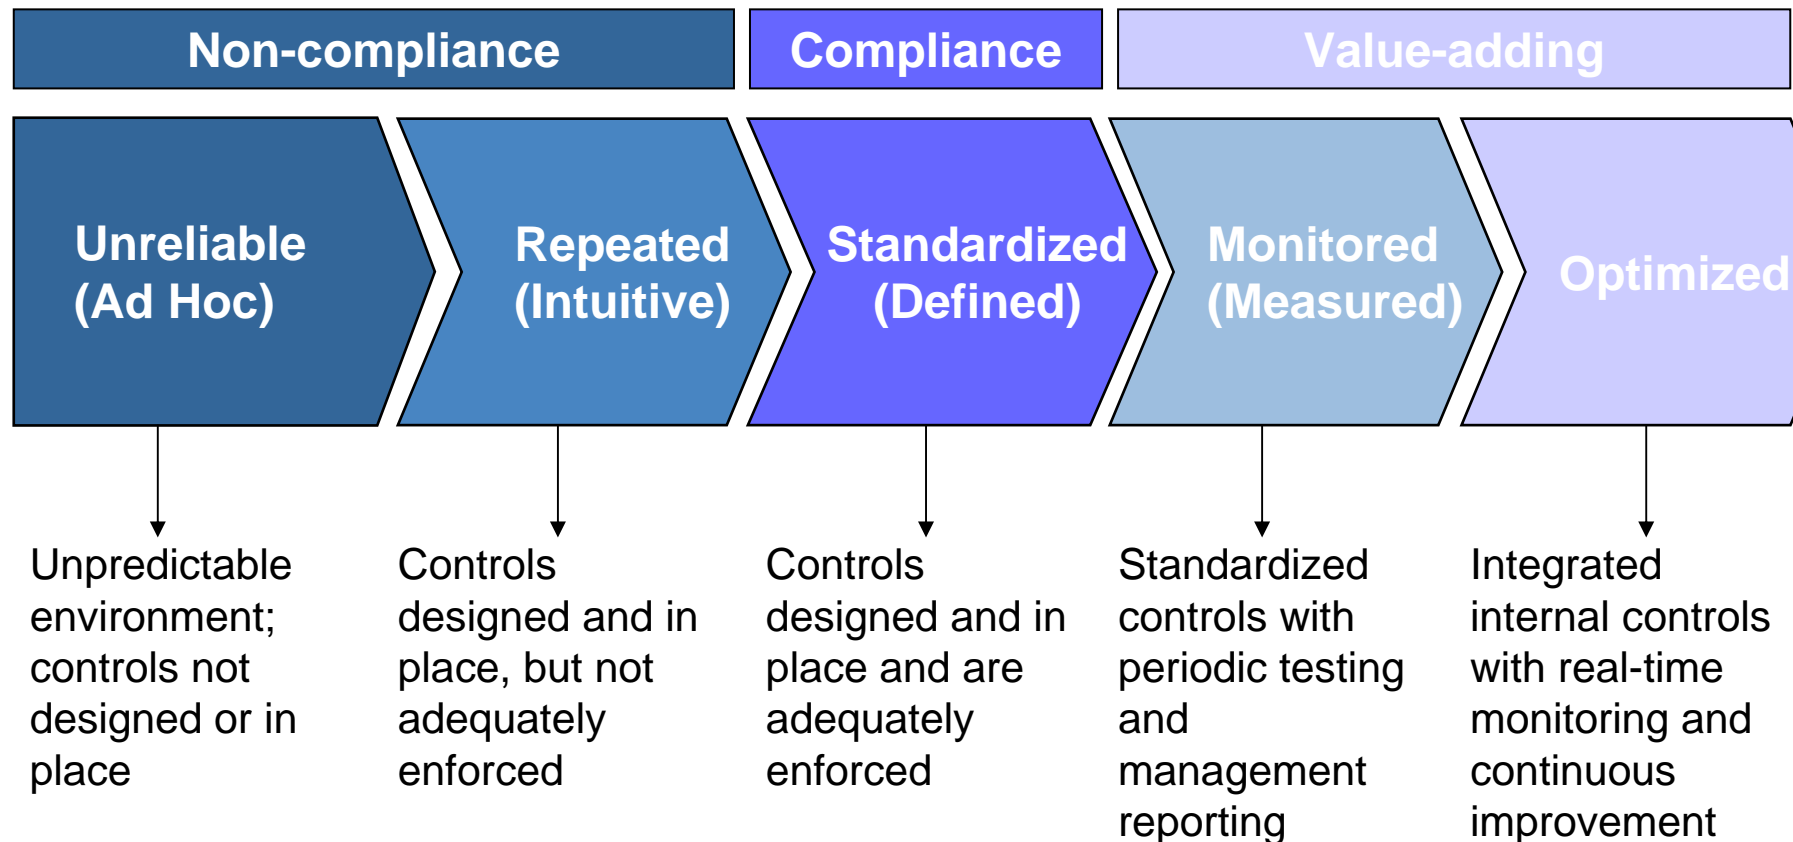 Non-compliance
Compliance
Value-adding
Unreliable
(Ad Hoc)
Repeated
(Intuitive)
Standardized
(Defined)
Monitored
(Measured)
Optimized
Unpredictable
environment;
controls not
designed or in
place
Controls
designed and in
place, but not
adequately
enforced
Controls
designed and in
place and are
adequately
enforced
Standardized
controls with
periodic testing
and
management
reporting
Integrated
internal controls
with real-time
monitoring and
continuous
improvement